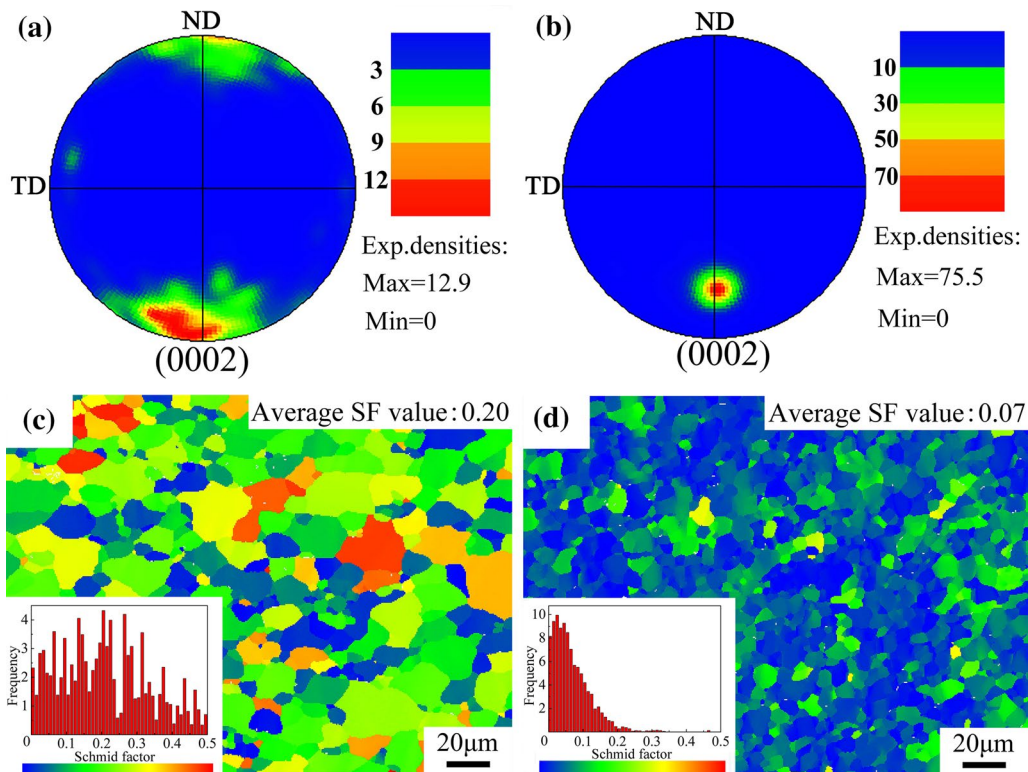 (a)
ND
TD
(0002)
3
6
9
12
Exp.densities:
Max=12.9
Min=0
(b)
ND
TD
(0002)
10
30
50
70
Exp.densities:
Max=75.5
Min=0
(c)
Average SF value:0.20
Frequency
4
3
2
1
0 0.1 0.2 0.3 0.4 0.5
Schmid factor
20μm
(d)
Average SF value:0.07
Frequency
10
8
6
4
2
0 0.1 0.2 0.3 0.4 0.5
Schmid factor
20μm